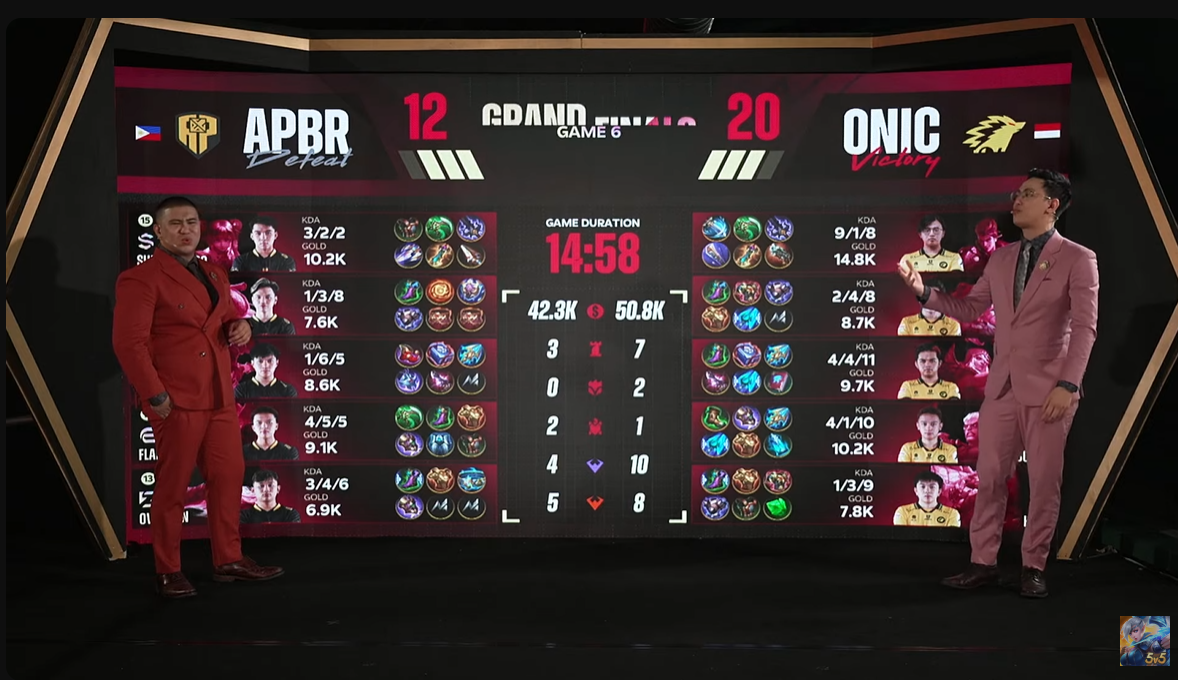 APBR
Defeat
12
GRAND FINALS
GAME 6
20
ONIC
Victory
15
KDA
3/2/2
GOLD
10.2K
KDA
1/3/8
GOLD
7.6K
KDA
1/6/5
GOLD
8.6K
KDA
4/5/5
GOLD
9.1K
13
KDA
3/4/6
GOLD
6.9K
GAME DURATION
14:58
42.3K 50.8K
3 7
0 2
2 1
4 10
5 8
KDA
9/1/8
GOLD
14.8K
KDA
2/4/8
GOLD
8.7K
KDA
4/4/11
GOLD
9.7K
KDA
4/1/10
GOLD
10.2K
KDA
1/3/9
GOLD
7.8K
5v5